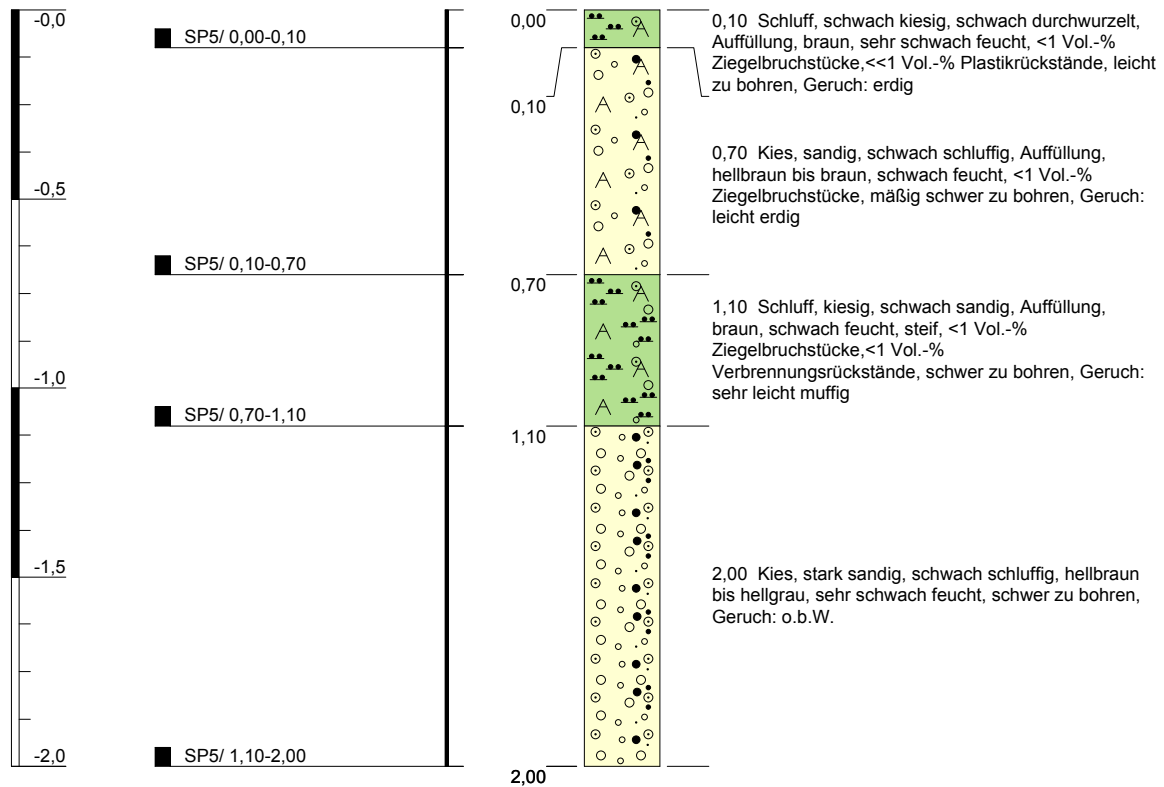 -0,0
SP5/ 0,00-0,10
0,00
0,10 Schluff, schwach kiesig, schwach durchwurzelt,
Auffüllung, braun, sehr schwach feucht, <1 Vol.-%
Ziegelbruchstücke,<<1 Vol.-% Plastikrückstände, leicht
zu bohren, Geruch: erdig
0,10
0,70 Kies, sandig, schwach schluffig, Auffüllung,
hellbraun bis braun, schwach feucht, <1 Vol.-%
Ziegelbruchstücke, mäßig schwer zu bohren, Geruch:
leicht erdig
-0,5
SP5/ 0,10-0,70
0,70
1,10 Schluff, kiesig, schwach sandig, Auffüllung,
braun, schwach feucht, steif, <1 Vol.-%
Ziegelbruchstücke,<1 Vol.-%
Verbrennungsrückstände, schwer zu bohren, Geruch:
sehr leicht muffig
-1,0
SP5/ 0,70-1,10
1,10
-1,5
2,00 Kies, stark sandig, schwach schluffig, hellbraun
bis hellgrau, sehr schwach feucht, schwer zu bohren,
Geruch: o.b.W.
-2,0
SP5/ 1,10-2,00
2,00